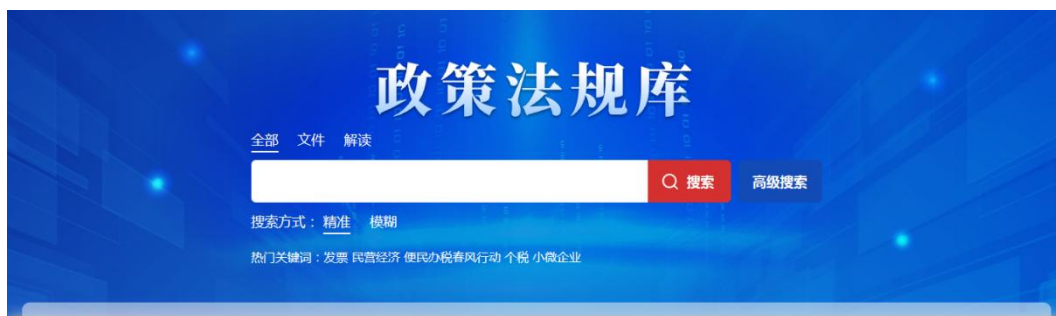 政策法规库
全部 文件 解读
搜索 高级搜索
搜索方式：精准 模糊
热门关键词：发票 民营经济 便民办税春风行动 个税 小微企业